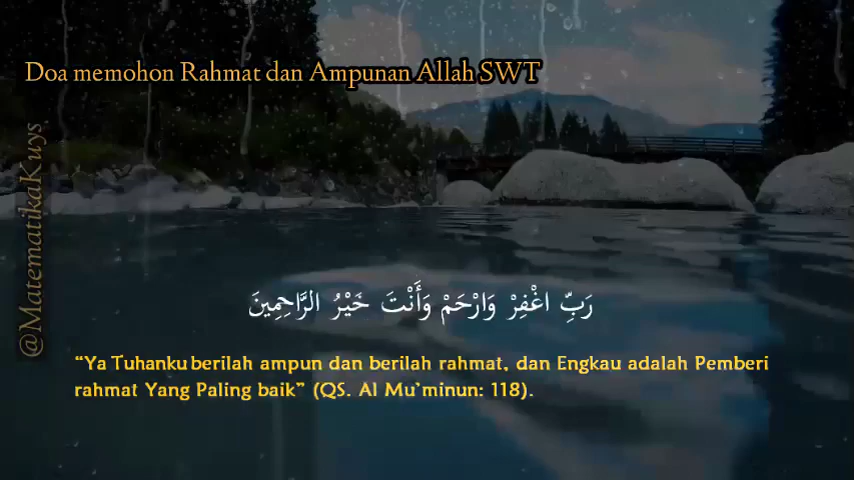 Doa memohon Rahmat dan Ampunan Allah SWT
@MatematikaKuys
رَبِّ اغْفِرْ وَارْحَمْ وَأَنْتَ خَيْرُ الرَّاحِمِينَ
“Ya Tuhanku berilah ampun dan berilah rahmat, dan Engkau adalah Pemberi
rahmat Yang Paling baik” (QS. Al Mu'minun: 118).